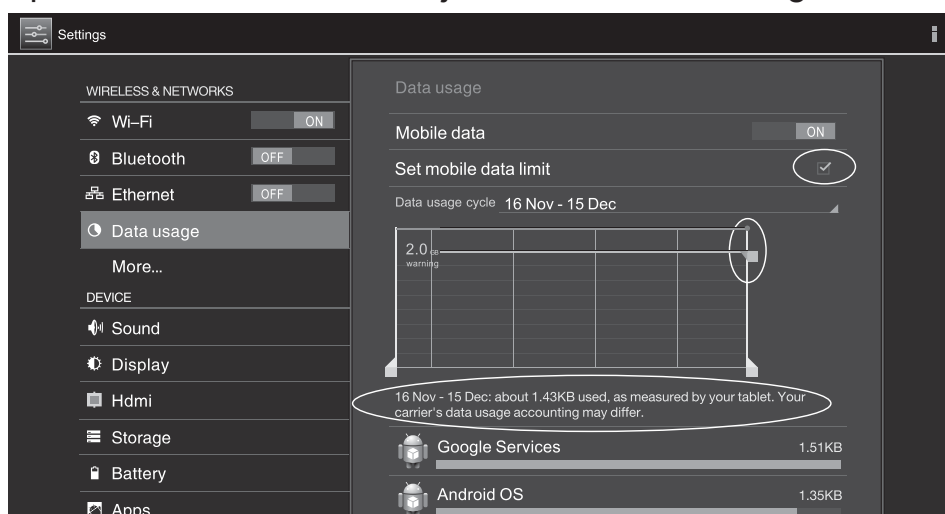 Settings
WIRELESS & NETWORKS
Wi-Fi ON
Bluetooth OFF
Ethernet OFF
Data usage
More...
DEVICE
Sound
Display
Hdmi
Storage
Battery
Apps
Data usage
Mobile data ON
Set mobile data limit
Data usage cycle 16 Nov - 15 Dec
2.0 GB
warning
16 Nov - 15 Dec: about 1.43KB used, as measured by your tablet. Your
carrier's data usage accounting may differ.
Google Services 1.51KB
Android OS 1.35KB